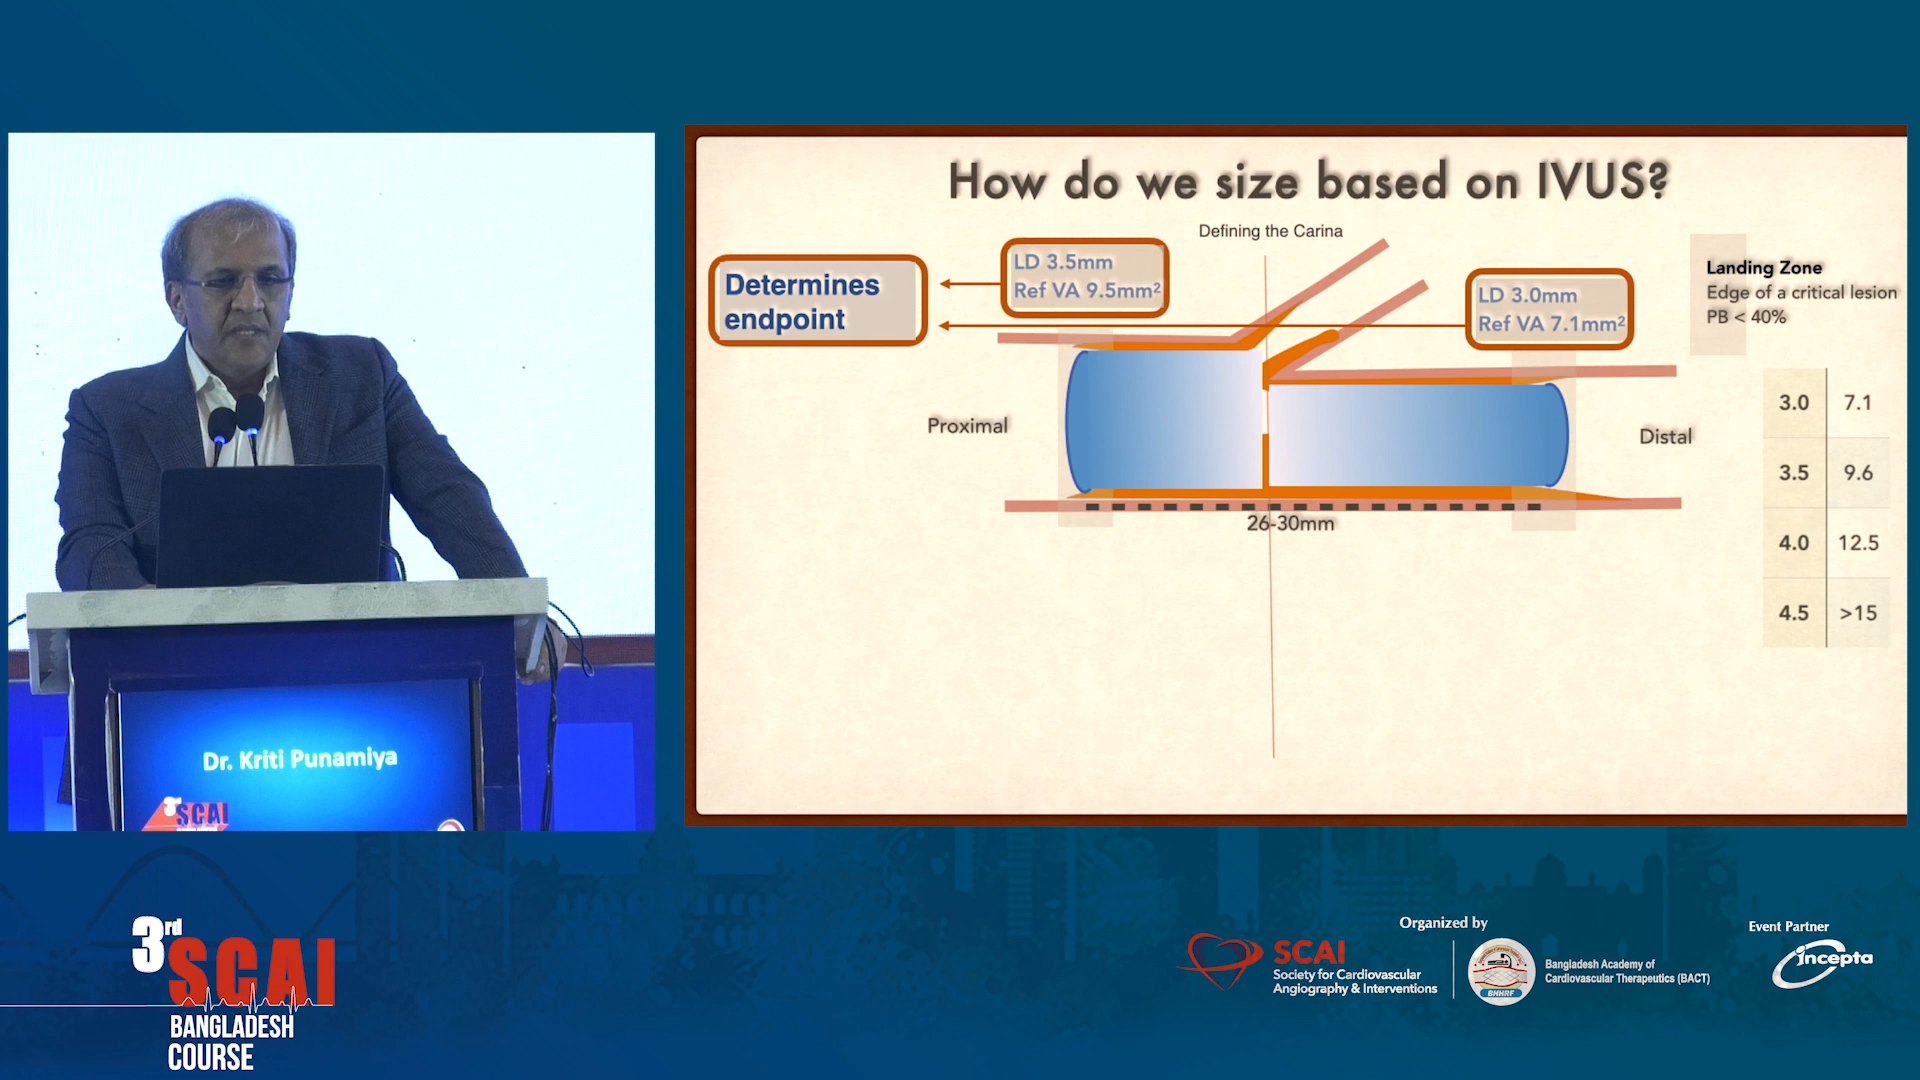 How do we size based on IVUS?
Defining the Carina
Determines
endpoint
LD 3.5mm
Ref VA 9.5mm²
LD 3.0mm
Ref VA 7.1mm²
Landing Zone
Edge of a critical lesion
PB < 40%
Proximal
Distal
26-30mm
3.0 7.1
3.5 9.6
4.0 12.5
4.5 >15
Dr. Kriti Punamiya
3rd
SCAI
3rd
SCAI
BANGLADESH
COURSE
Organized by
SCAI
Society for Cardiovascular
Angiography & Interventions
BHHRF
Bangladesh Academy of
Cardiovascular Therapeutics (BACT)
Event Partner
incepta